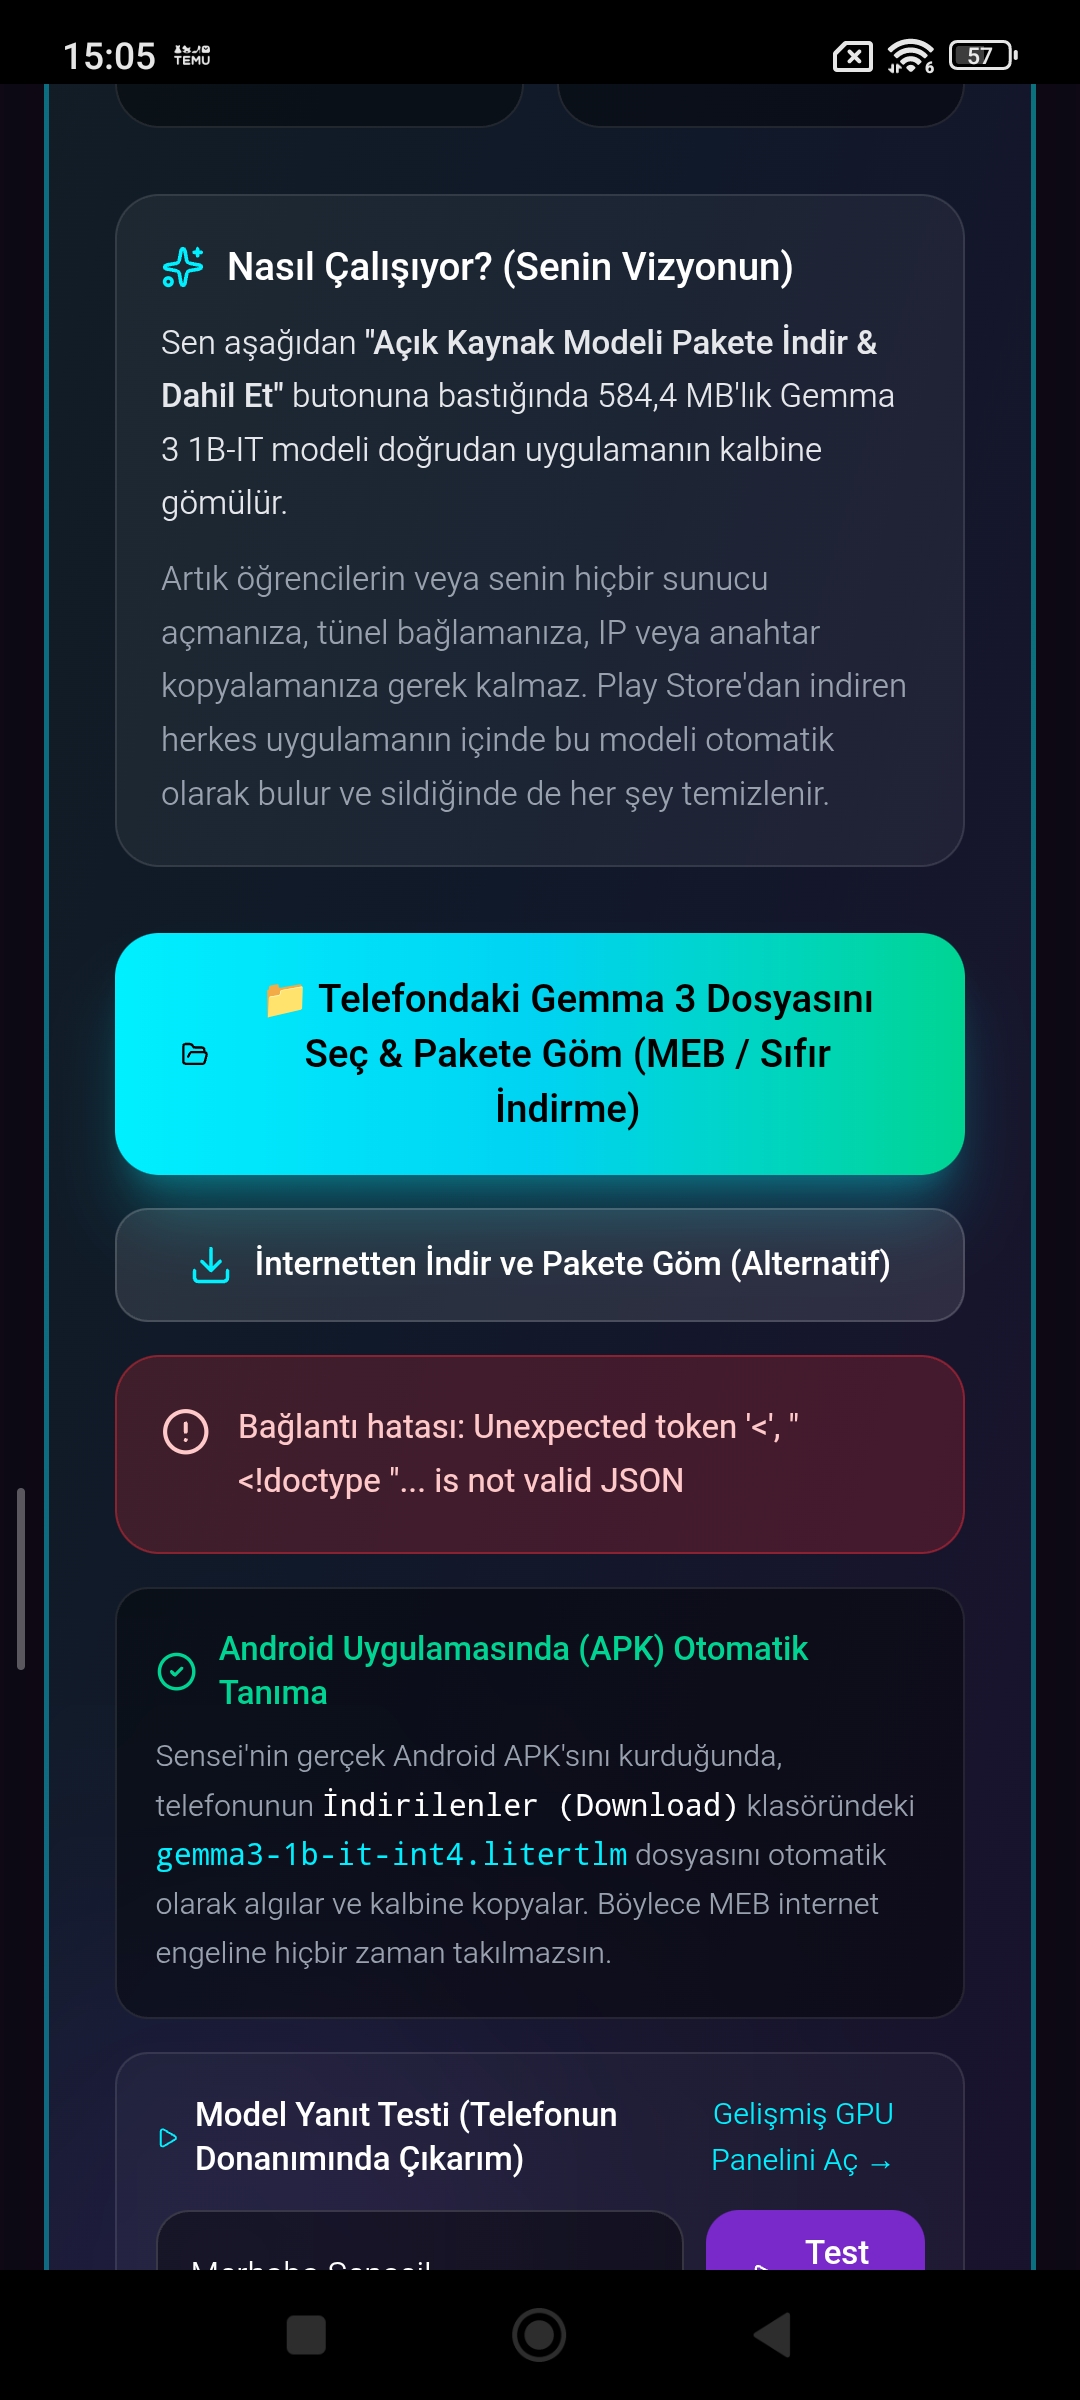 15:05
TEMU
6
57
Nasıl Çalışıyor? (Senin Vizyonun)
Sen aşağıdan "Açık Kaynak Modeli Pakete İndir &
Dahil Et" butonuna bastığında 584,4 MB'lık Gemma
3 1B-IT modeli doğrudan uygulamanın kalbine
gömülür.
Artık öğrencilerin veya senin hiçbir sunucu
açmanıza, tünel bağlamanıza, IP veya anahtar
kopyalamanıza gerek kalmaz. Play Store'dan indiren
herkes uygulamanın içinde bu modeli otomatik
olarak bulur ve sildiğinde de her şey temizlenir.
📁 Telefondaki Gemma 3 Dosyasını
Seç & Pakete Göm (MEB / Sıfır
İndirme)
İnternetten İndir ve Pakete Göm (Alternatif)
Bağlantı hatası: Unexpected token '<', "
<!doctype "... is not valid JSON
Android Uygulamasında (APK) Otomatik
Tanıma
Sensei'nin gerçek Android APK'sını kurduğunda,
telefonunun İndirilenler (Download) klasöründeki
gemma3-1b-it-int4.litertlm dosyasını otomatik
olarak algılar ve kalbine kopyalar. Böylece MEB internet
engeline hiçbir zaman takılmazsın.
Model Yanıt Testi (Telefonun
Donanımında Çıkarım)
Gelişmiş GPU
Panelini Aç →
Merhaba Sensei!
Test